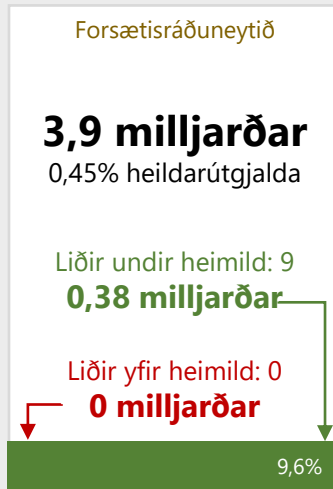 Forsætisráðuneytið
3,9 milljarðar
0,45% heildarútgjalda
Liðir undir heimild: 9
0,38 milljarðar
Liðir yfir heimild: 0
0 milljarðar
9,6%